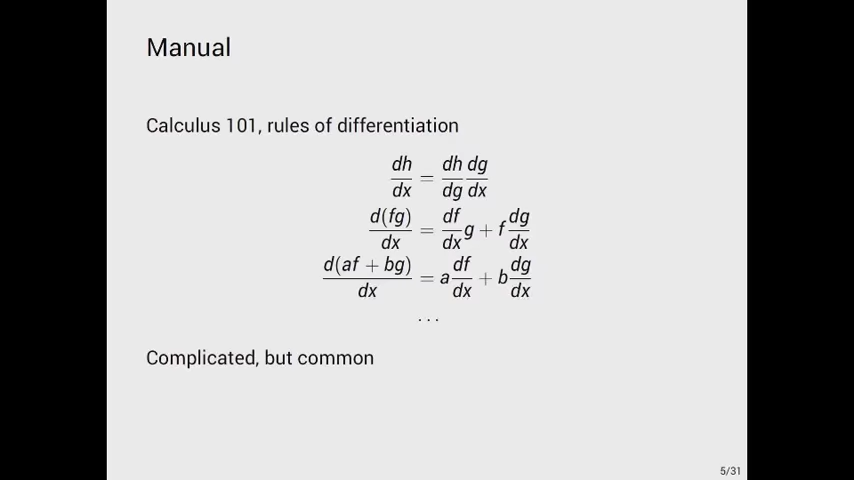 Manual
Calculus 101, rules of differentiation
dh/dx = dh/dg dg/dx
d(fg)/dx = df/dx g + f dg/dx
d(af + bg)/dx = a df/dx + b dg/dx
...
Complicated, but common
5/31